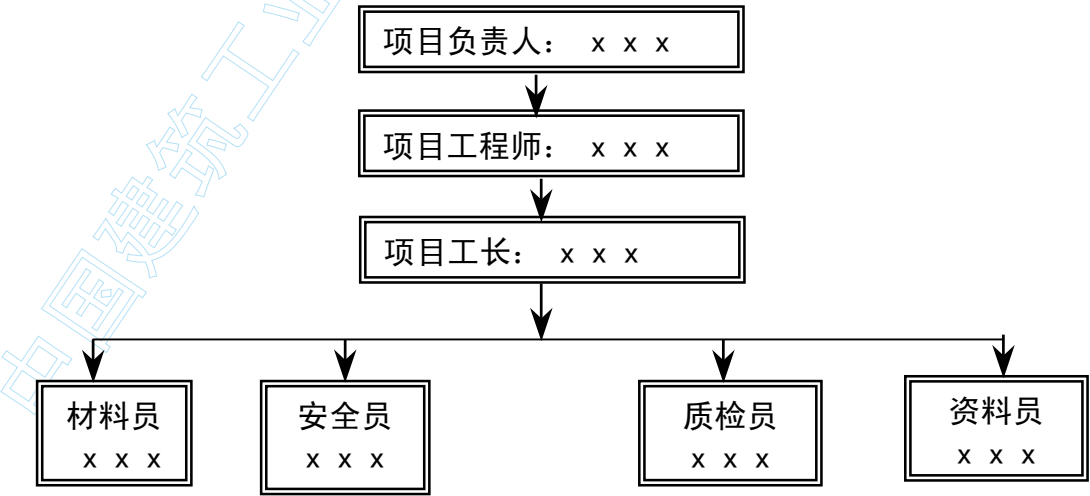 项目负责人： x x x
项目工程师： x x x
项目工长： x x x
材料员
x x x
安全员
x x x
质检员
x x x
资料员
x x x
中国建筑工业